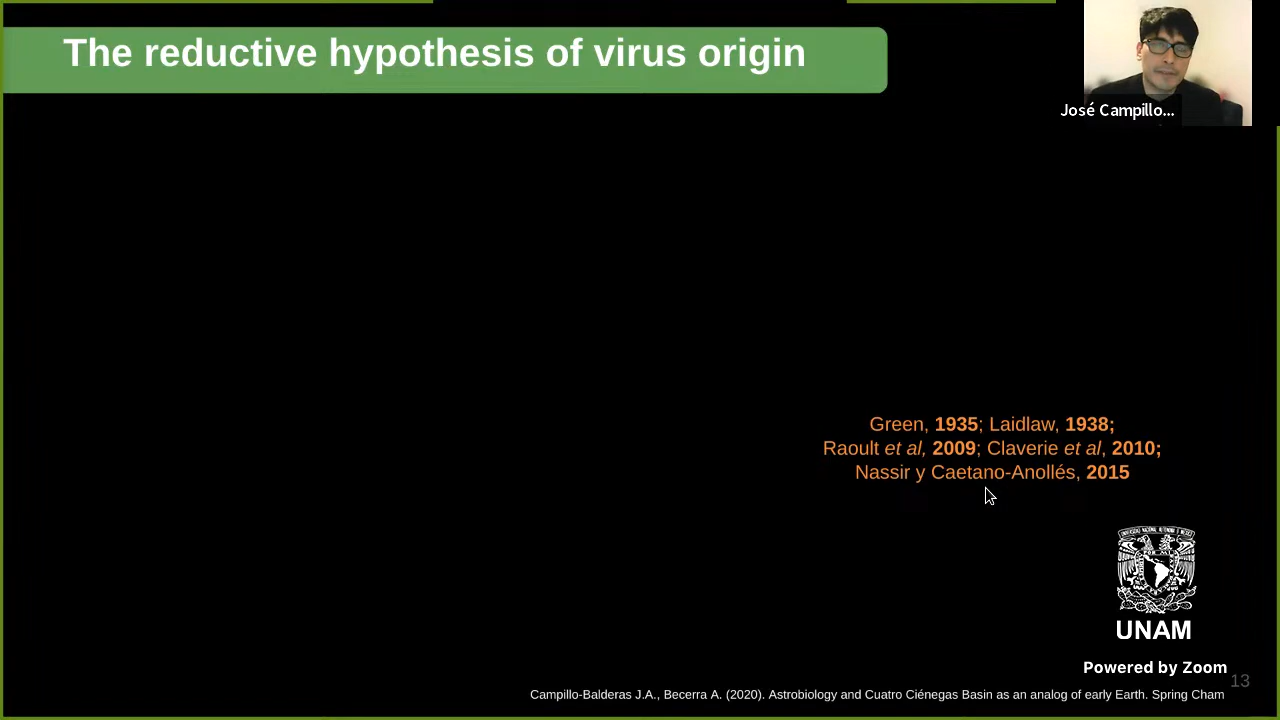 The reductive hypothesis of virus origin
José Campillo...
Green, 1935; Laidlaw, 1938;
Raoult et al, 2009; Claverie et al, 2010;
Nassir y Caetano-Anollés, 2015
UNAM
Powered by Zoom
13
Campillo-Balderas J.A., Becerra A. (2020). Astrobiology and Cuatro Ciénegas Basin as an analog of early Earth. Spring Cham